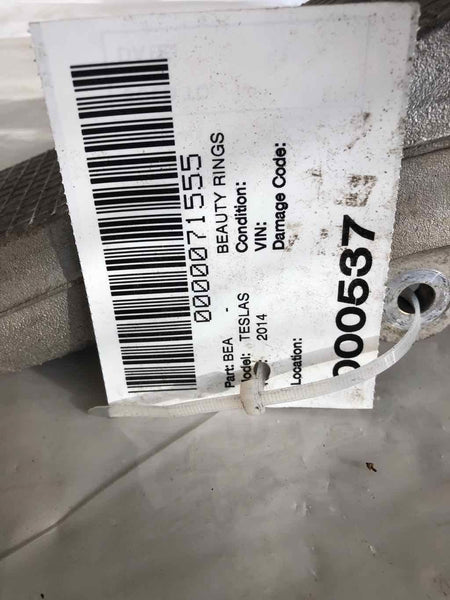 0000071555
Part: BEA - BEAUTY RINGS
Model: TESLAS Condition:
2014 VIN:
Damage Code:
Location:
000537